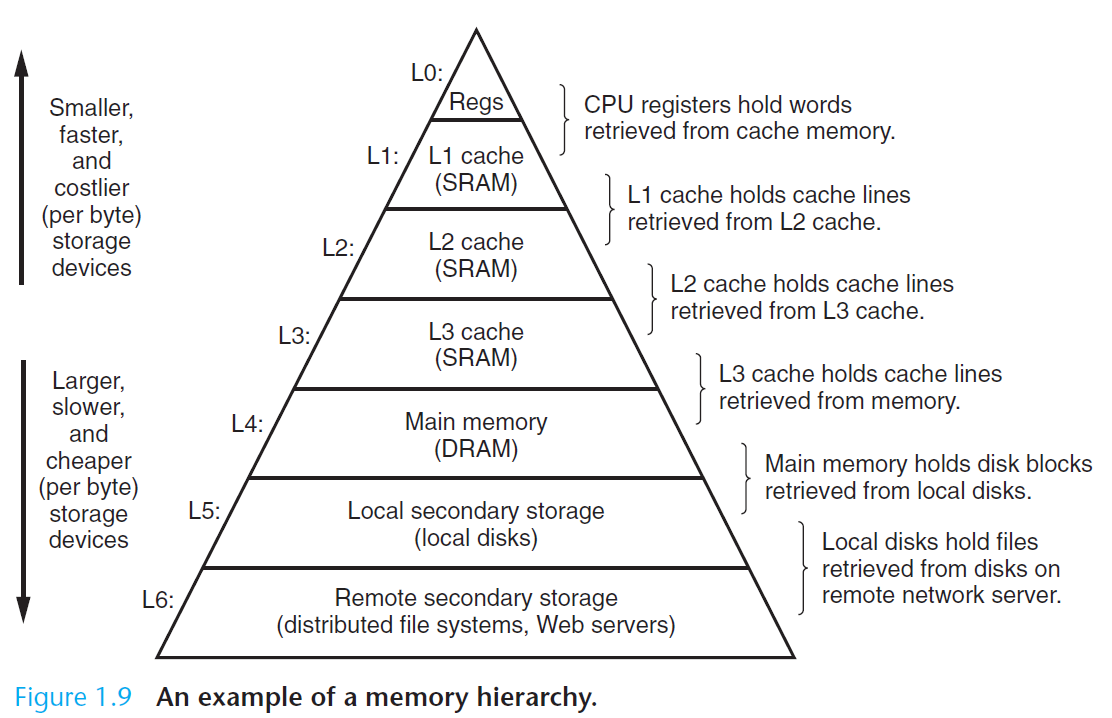 L0:
Regs
CPU registers hold words
retrieved from cache memory.
Smaller,
faster,
and
costlier
(per byte)
storage
devices
L1:
L1 cache
(SRAM)
L1 cache holds cache lines
retrieved from L2 cache.
L2:
L2 cache
(SRAM)
L2 cache holds cache lines
retrieved from L3 cache.
L3:
L3 cache
(SRAM)
L3 cache holds cache lines
retrieved from memory.
Larger,
slower,
and
cheaper
(per byte)
storage
devices
L4:
Main memory
(DRAM)
Main memory holds disk blocks
retrieved from local disks.
L5:
Local secondary storage
(local disks)
Local disks hold files
retrieved from disks on
remote network server.
L6:
Remote secondary storage
(distributed file systems, Web servers)
Figure 1.9 An example of a memory hierarchy.